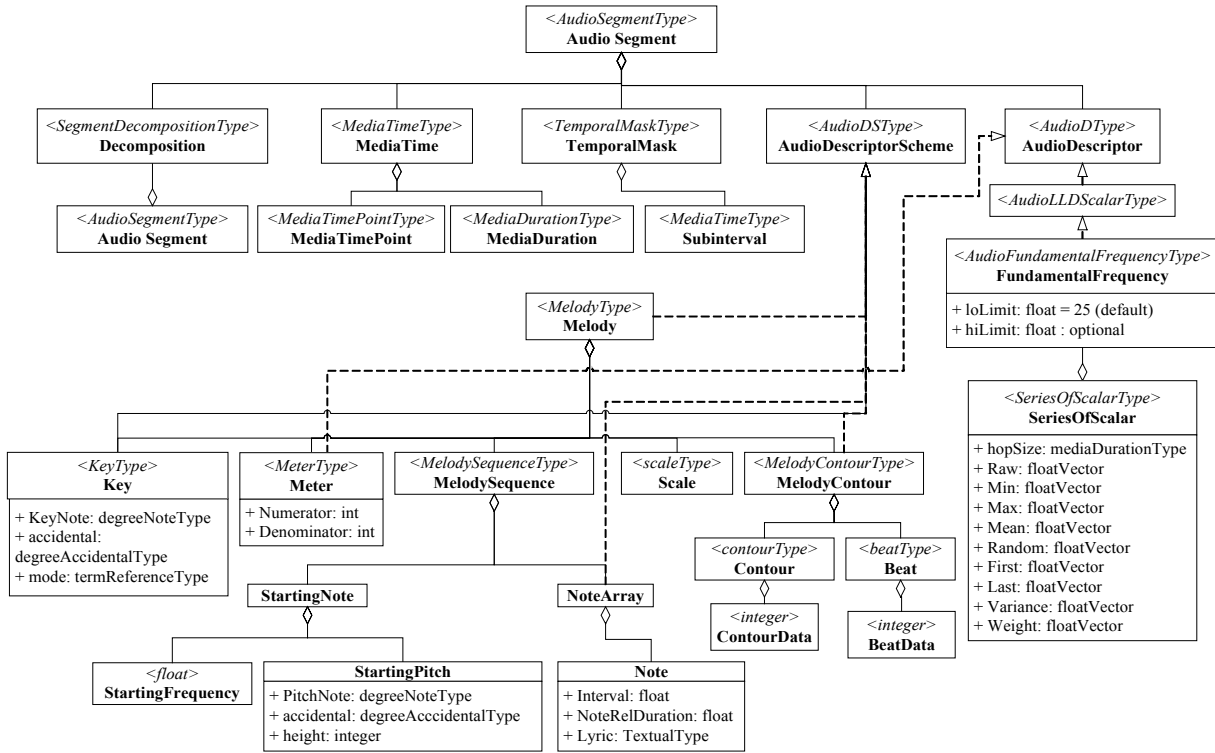 <AudioSegmentType>
Audio Segment
<SegmentDecompositionType>
Decomposition
<MediaTimeType>
MediaTime
<TemporalMaskType>
TemporalMask
<AudioDSType>
AudioDescriptorScheme
<AudioDType>
AudioDescriptor
<AudioSegmentType>
Audio Segment
<MediaTimePointType>
MediaTimePoint
<MediaDurationType>
MediaDuration
<MediaTimeType>
Subinterval
<AudioLLDScalarType>
<AudioFundamentalFrequencyType>
FundamentalFrequency
+ loLimit: float = 25 (default)
+ hiLimit: float : optional
<MelodyType>
Melody
<SeriesOfScalarType>
SeriesOfScalar
+ hopSize: mediaDurationType
+ Raw: floatVector
+ Min: floatVector
+ Max: floatVector
+ Mean: floatVector
+ Random: floatVector
+ First: floatVector
+ Last: floatVector
+ Variance: floatVector
+ Weight: floatVector
<KeyType>
Key
+ KeyNote: degreeNoteType
+ accidental:
degreeAccidentalType
+ mode: termReferenceType
<MeterType>
Meter
+ Numerator: int
+ Denominator: int
<MelodySequenceType>
MelodySequence
<scaleType>
Scale
<MelodyContourType>
MelodyContour
<contourType>
Contour
<beatType>
Beat
<integer>
ContourData
<integer>
BeatData
StartingNote
NoteArray
<float>
StartingFrequency
StartingPitch
+ PitchNote: degreeNoteType
+ accidental: degreeAcccidentalType
+ height: integer
Note
+ Interval: float
+ NoteRelDuration: float
+ Lyric: TextualType